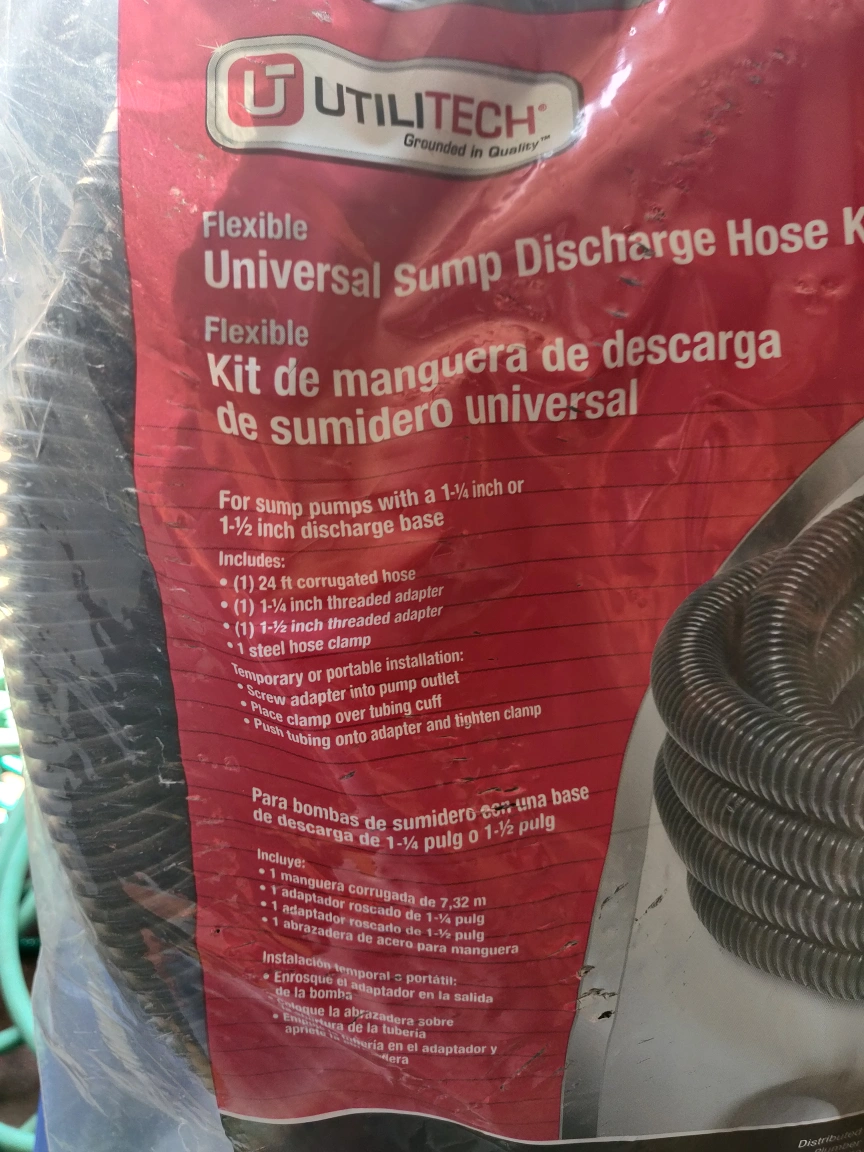 UTILITECH®
Grounded in Quality™
Flexible
Universal Sump Discharge Hose K
Flexible
Kit de manguera de descarga
de sumidero universal
For sump pumps with a 1-¼ inch or
1-½ inch discharge base
Includes:
• (1) 24 ft corrugated hose
• (1) 1-¼ inch threaded adapter
• (1) 1-½ inch threaded adapter
• 1 steel hose clamp
Temporary or portable installation:
• Screw adapter into pump outlet
• Place clamp over tubing cuff
• Push tubing onto adapter and tighten clamp
Para bombas de sumidero con una base
de descarga de 1-¼ pulg o 1-½ pulg
Incluye:
• 1 manguera corrugada de 7,32 m
• 1 adaptador roscado de 1-¼ pulg
• 1 adaptador roscado de 1-½ pulg
• 1 abrazadera de acero para manguera
Instalación temporal o portátil:
• Enrosque el adaptador en la salida
de la bomba
la abrazadera sobre
de la tubería
en el adaptador y
Distributed